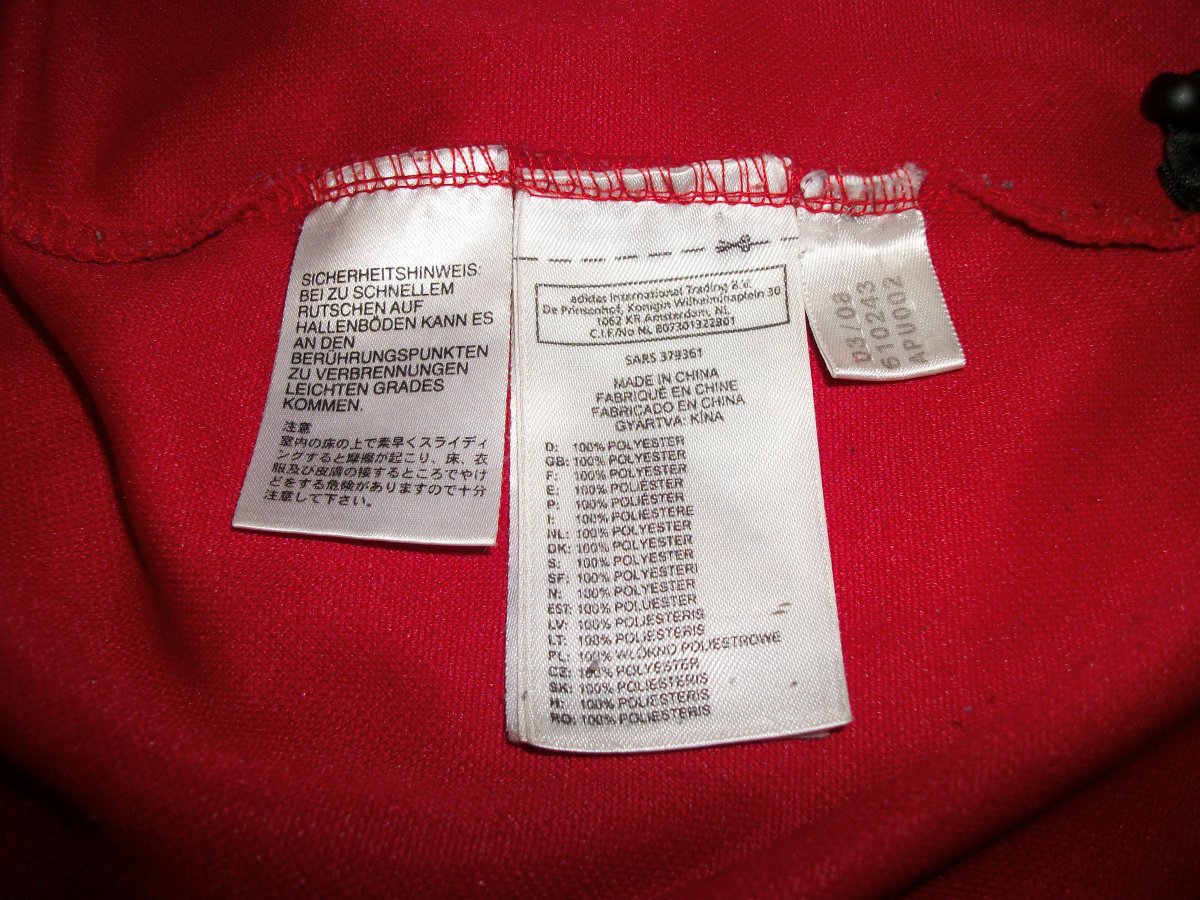 SICHERHEITSHINWEIS:
BEI ZU SCHNELLEM
RUTSCHEN AUF
HALLENBÖDEN KANN ES
AN DEN
BERÜHRUNGSPUNKTEN
ZU VERBRENNUNGEN
LEICHTEN GRADES
KOMMEN.
注意
室内の床の上で素早くスライディ
ングすると摩擦が起こり、床、衣
服及び皮膚の接するところでやけ
どをする危険がありますので十分
注意して下さい。
adidas International Trading B.V.
De Prinsenhof, Konigin Wilhelminaplein 30
1062 KR Amsterdam, NL
C.I.F./No NL 807301322B01
SARS 379361
MADE IN CHINA
FABRIQUÉ EN CHINE
FABRICADO EN CHINA
GYÁRTVA: KÍNA
D: 100% POLYESTER
GB: 100% POLYESTER
F: 100% POLYESTER
E: 100% POLIÉSTER
P: 100% POLIÉSTER
I: 100% POLIESTERE
NL: 100% POLYESTER
DK: 100% POLYESTER
S: 100% POLYESTER
SF: 100% POLYESTERI
N: 100% POLYESTER
EST: 100% POLÜESTER
LV: 100% POLIESTERIS
LT: 100% POLIESTERIS
PL: 100% WLÓKNO POLIESTROWE
CZ: 100% POLYESTER
SK: 100% POLIESTERIS
H: 100% POLIESTERIS
RO: 100% POLIESTERIS
03/08
610243
APU002